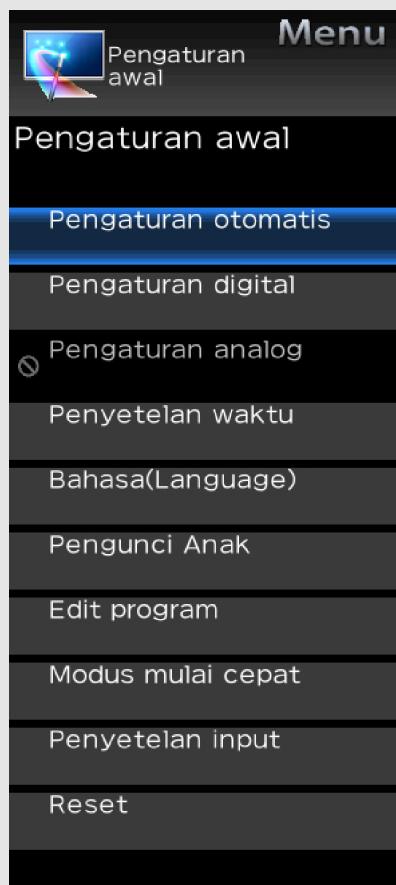 Menu
Pengaturan
awal
Pengaturan awal
Pengaturan otomatis
Pengaturan digital
Pengaturan analog
Penyetelan waktu
Bahasa(Language)
Pengunci Anak
Edit program
Modus mulai cepat
Penyetelan input
Reset